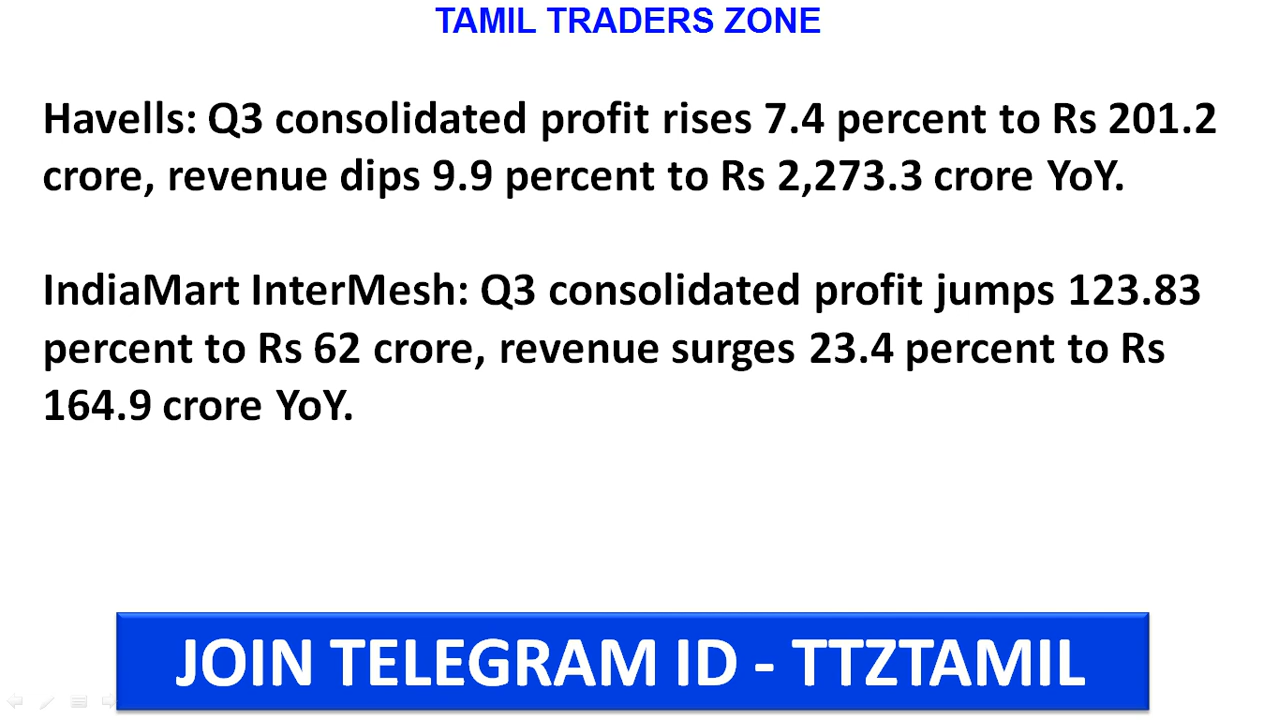 TAMIL TRADERS ZONE
Havells: Q3 consolidated profit rises 7.4 percent to Rs 201.2
crore, revenue dips 9.9 percent to Rs 2,273.3 crore YoY.
IndiaMart InterMesh: Q3 consolidated profit jumps 123.83
percent to Rs 62 crore, revenue surges 23.4 percent to Rs
164.9 crore YoY.
JOIN TELEGRAM ID - TTZTAMIL